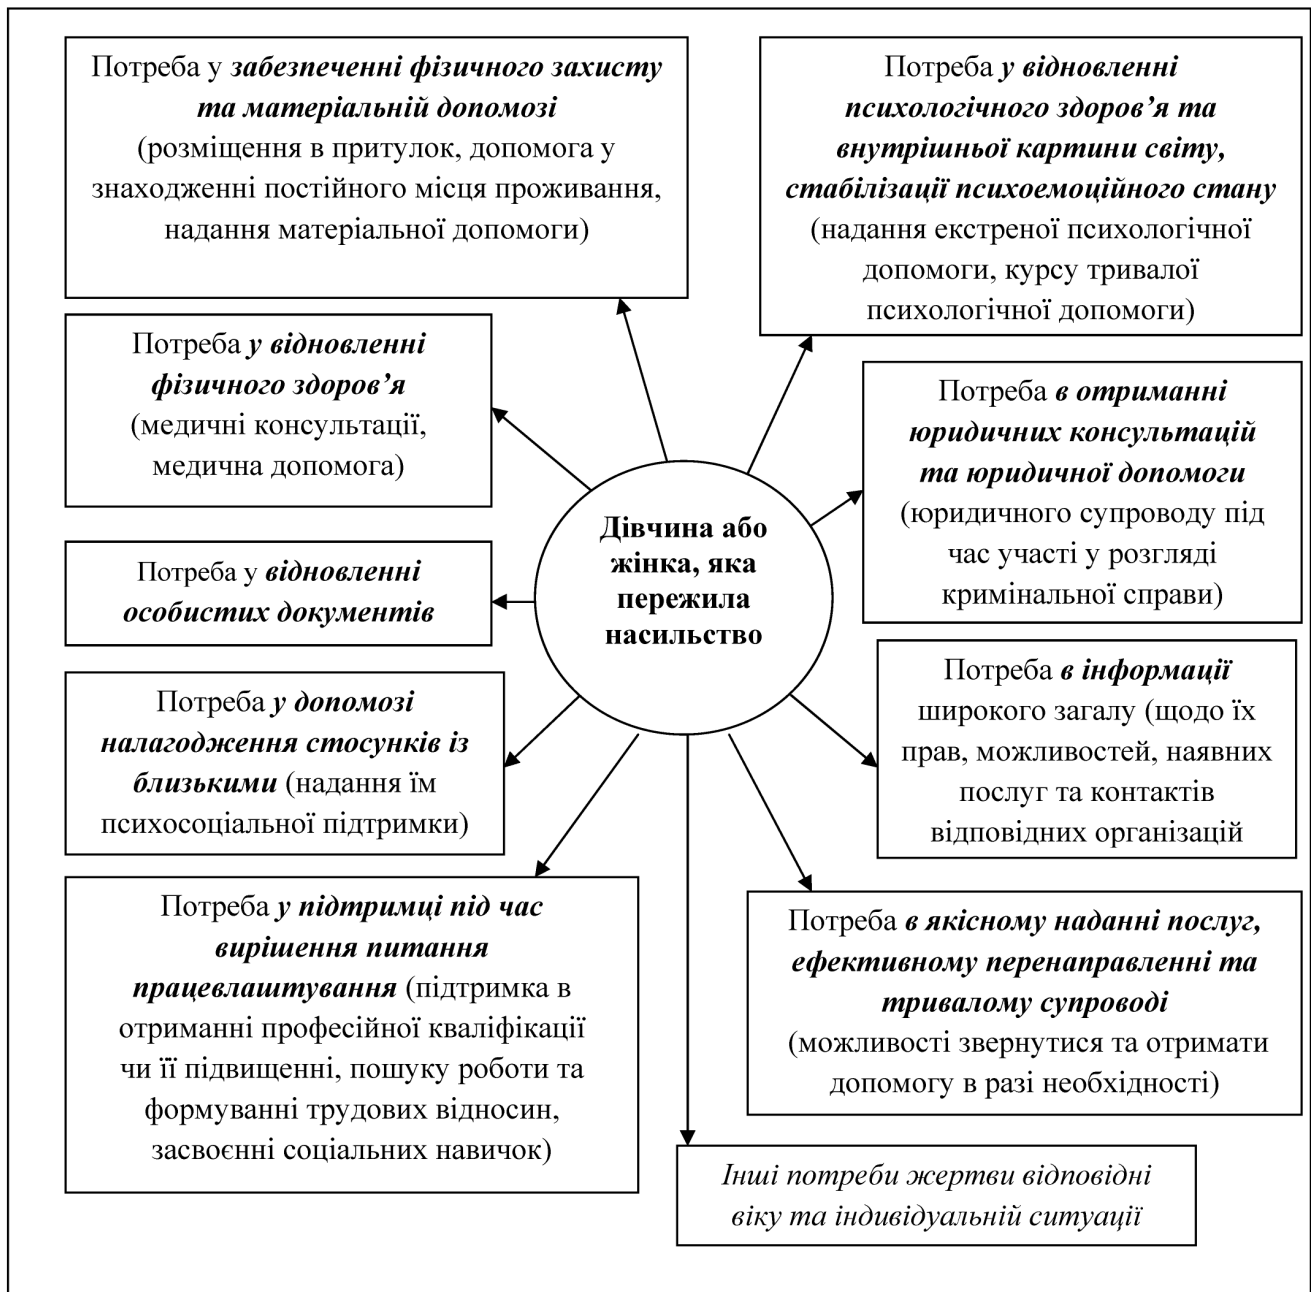 Потреба у забезпеченні фізичного захисту
та матеріальній допомозі
(розміщення в притулок, допомога у
знаходженні постійного місця проживання,
надання матеріальної допомоги)
Потреба у відновленні
психологічного здоров’я та
внутрішньої картини світу,
стабілізації психоемоційного стану
(надання екстреної психологічної
допомоги, курсу тривалої
психологічної допомоги)
Потреба у відновленні
фізичного здоров’я
(медичні консультації,
медична допомога)
Потреба в отриманні
юридичних консультацій
та юридичної допомоги
(юридичного супроводу під
час участі у розгляді
кримінальної справи)
Дівчина або
жінка, яка
пережила
насильство
Потреба у відновленні
особистих документів
Потреба в інформації
широкого загалу (щодо їх
прав, можливостей, наявних
послуг та контактів
відповідних організацій
Потреба у допомозі
налагодження стосунків із
близькими (надання їм
психосоціальної підтримки)
Потреба у підтримці під час
вирішення питання
працевлаштування (підтримка в
отриманні професійної кваліфікації
чи її підвищенні, пошуку роботи та
формуванні трудових відносин,
засвоєнні соціальних навичок)
Потреба в якісному наданні послуг,
ефективному перенаправленні та
тривалому супроводі
(можливості звернутися та отримати
допомогу в разі необхідності)
Інші потреби жертви відповідні
віку та індивідуальній ситуації